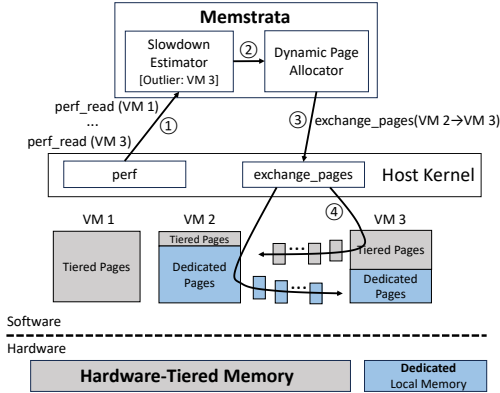 Memstrata
Slowdown
Estimator
[Outlier: VM 3]
②
Dynamic Page
Allocator
perf_read (VM 1)
...
perf_read (VM 3)
①
③
exchange_pages(VM 2→VM 3)
perf
exchange_pages
Host Kernel
④
VM 1
VM 2
VM 3
Tiered Pages
Tiered Pages
Dedicated
Pages
...
...
Tiered Pages
Dedicated
Pages
Software
Hardware
Hardware-Tiered Memory
Dedicated
Local Memory